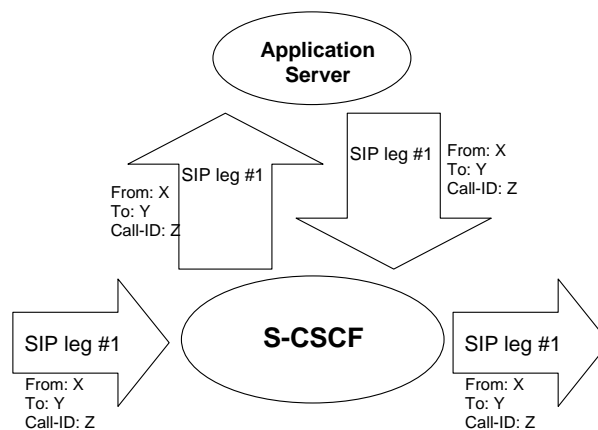 Application
Server
SIP leg #1
From: X
To: Y
Call-ID: Z
SIP leg #1
From: X
To: Y
Call-ID: Z
S-CSCF
SIP leg #1
From: X
To: Y
Call-ID: Z
SIP leg #1
From: X
To: Y
Call-ID: Z